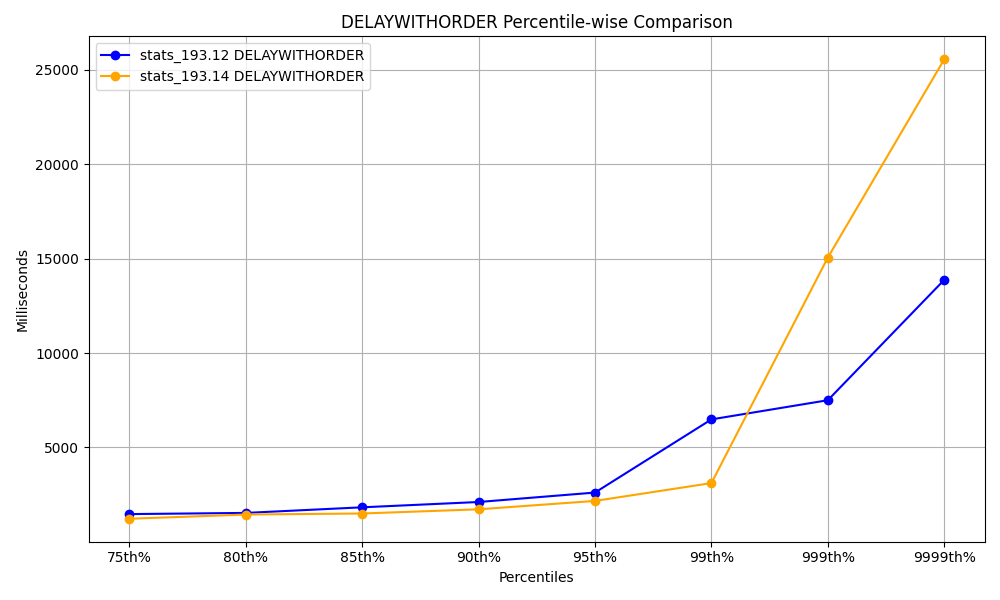 DELAYWITHORDER Percentile-wise Comparison
stats_193.12 DELAYWITHORDER
stats_193.14 DELAYWITHORDER
25000
20000
15000
10000
5000
Milliseconds
75th% 80th% 85th% 90th% 95th% 99th% 999th% 9999th%
Percentiles